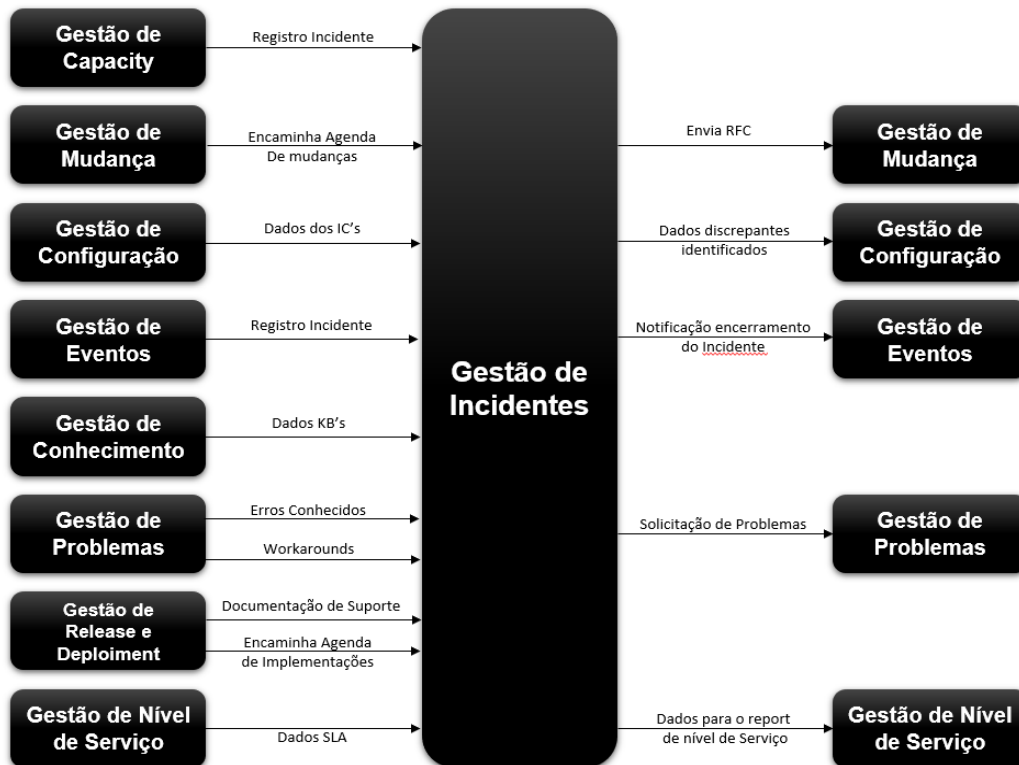 Gestão de
Capacity
Registro Incidente
Gestão de
Mudança
Encaminha Agenda
De mudanças
Gestão de
Configuração
Dados dos IC's
Gestão de
Eventos
Registro Incidente
Gestão de
Conhecimento
Dados KB's
Gestão de
Problemas
Erros Conhecidos
Workarounds
Gestão de
Release e
Deploiment
Documentação de Suporte
Encaminha Agenda
de Implementações
Gestão de Nível
de Serviço
Dados SLA
Gestão de
Incidentes
Envia RFC
Gestão de
Mudança
Dados discrepantes
identificados
Gestão de
Configuração
Notificação encerramento
do Incidente
Gestão de
Eventos
Solicitação de Problemas
Gestão de
Problemas
Dados para o report
de nível de Serviço
Gestão de Nível
de Serviço